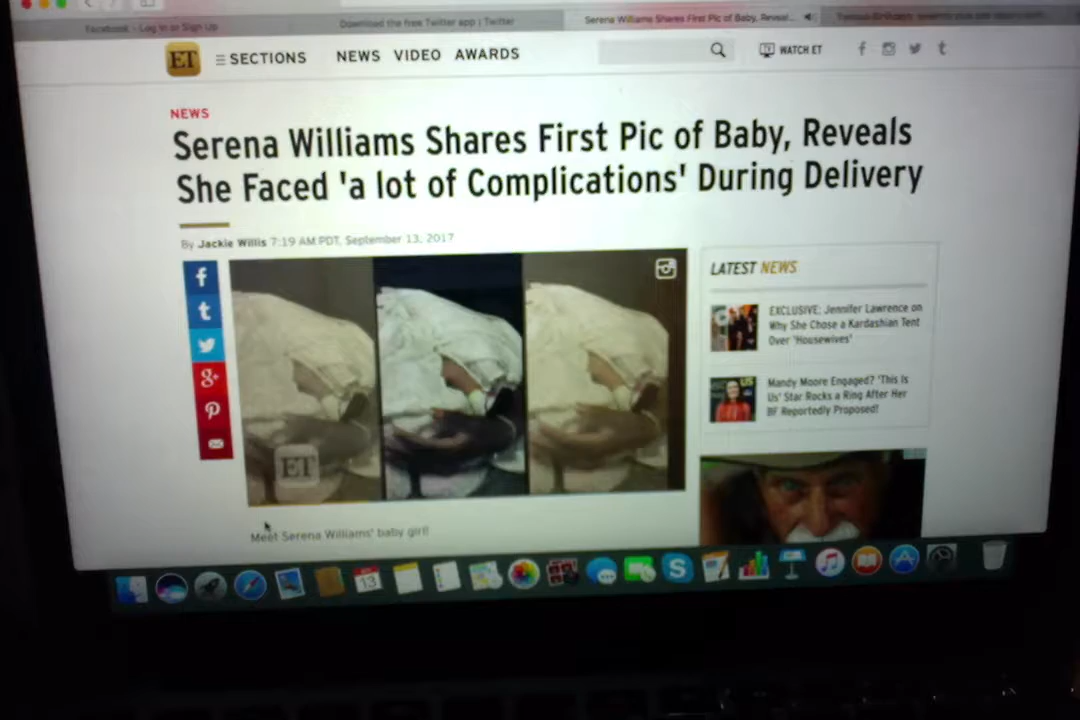 Facebook - Log In or Sign Up
Download the free Twitter app | Twitter
Serena Williams Shares First Pic of Baby, Reveal...
ET
SECTIONS
NEWS
VIDEO
AWARDS
WATCH ET
NEWS
Serena Williams Shares First Pic of Baby, Reveals
She Faced 'a lot of Complications' During Delivery
By Jackie Willis 7:19 AM PDT, September 13, 2017
LATEST NEWS
EXCLUSIVE: Jennifer Lawrence on
Why She Chose a Kardashian Tent
Over 'Housewives'
US
Mandy Moore Engaged? 'This Is
Us' Star Rocks a Ring After Her
BF Reportedly Proposed!
ET
Meet Serena Williams' baby girl!
13